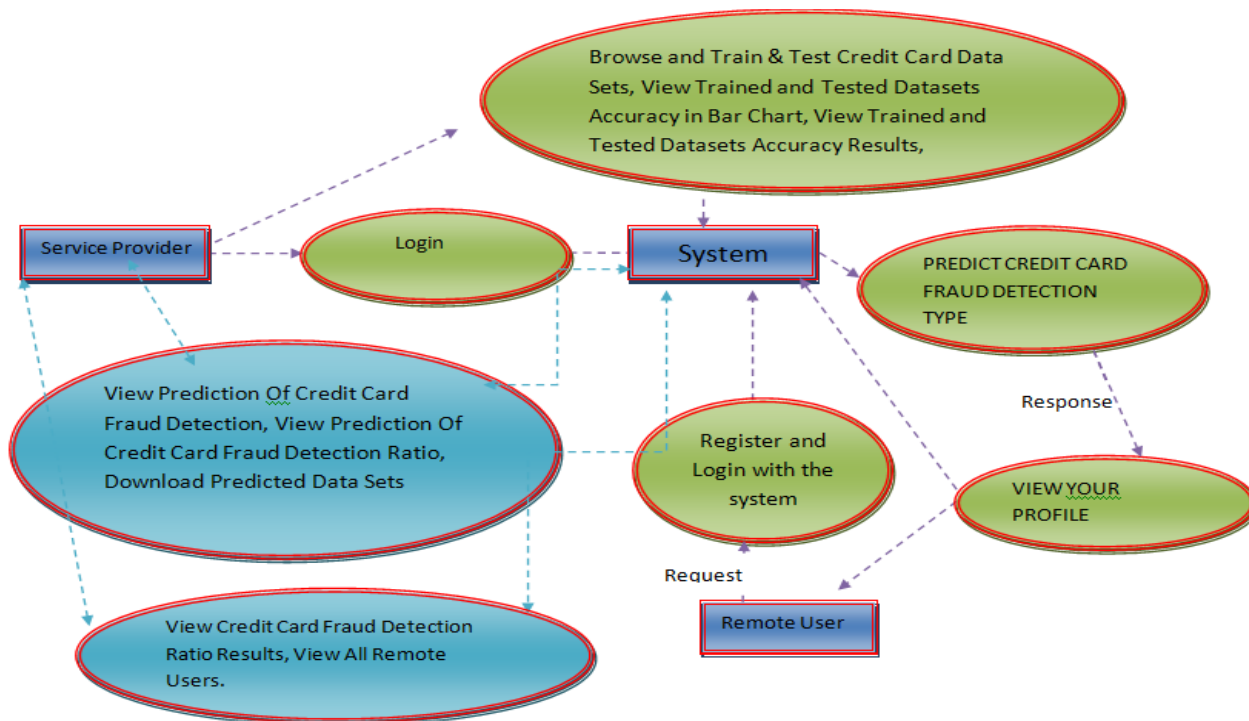 Browse and Train & Test Credit Card Data
Sets, View Trained and Tested Datasets
Accuracy in Bar Chart, View Trained and
Tested Datasets Accuracy Results,
Service Provider
Login
System
PREDICT CREDIT CARD
FRAUD DETECTION
TYPE
View Prediction Of Credit Card
Fraud Detection, View Prediction Of
Credit Card Fraud Detection Ratio,
Download Predicted Data Sets
Response
Register and
Login with the
system
VIEW YOUR
PROFILE
Request
Remote User
View Credit Card Fraud Detection
Ratio Results, View All Remote
Users.